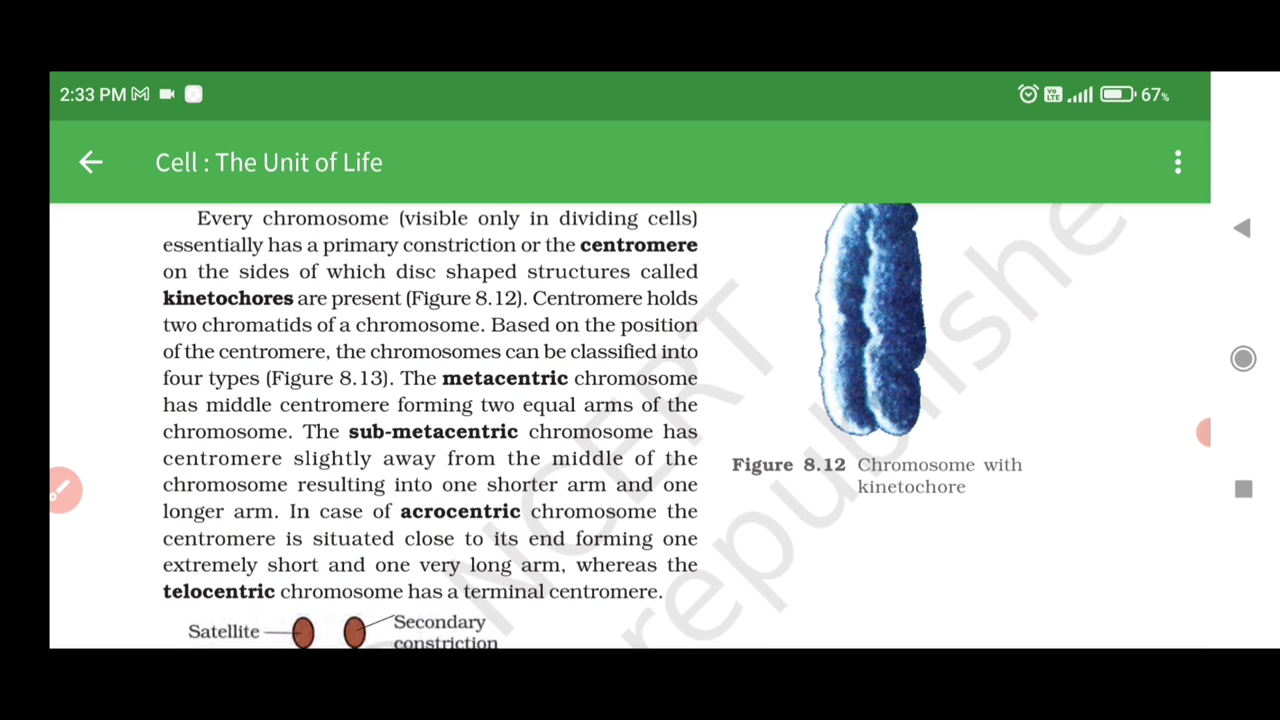 2:33 PM
Vo LTE 67%
Cell : The Unit of Life
Every chromosome (visible only in dividing cells)
essentially has a primary constriction or the centromere
on the sides of which disc shaped structures called
kinetochores are present (Figure 8.12). Centromere holds
two chromatids of a chromosome. Based on the position
of the centromere, the chromosomes can be classified into
four types (Figure 8.13). The metacentric chromosome
has middle centromere forming two equal arms of the
chromosome. The sub-metacentric chromosome has
centromere slightly away from the middle of the
chromosome resulting into one shorter arm and one
longer arm. In case of acrocentric chromosome the
centromere is situated close to its end forming one
extremely short and one very long arm, whereas the
telocentric chromosome has a terminal centromere.
Figure 8.12 Chromosome with
kinetochore
Satellite
Secondary
constriction
NCERT
republishe